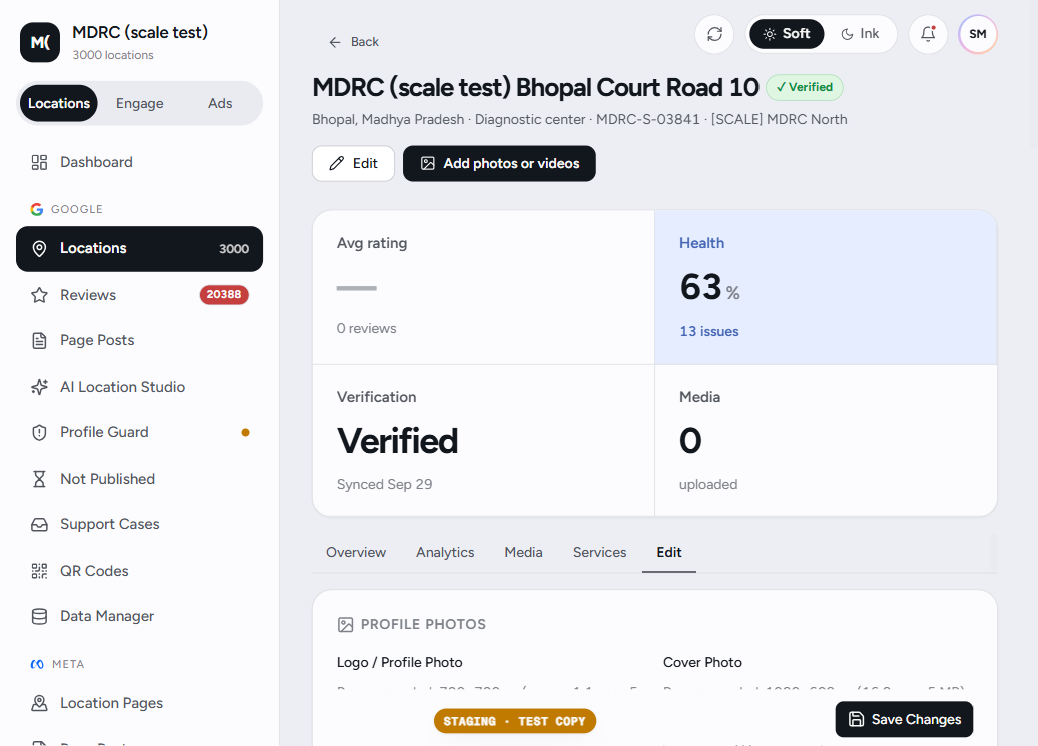 M(
MDRC (scale test)
3000 locations
Locations
Engage
Ads
Dashboard
GOOGLE
Locations
3000
Reviews
20388
Page Posts
AI Location Studio
Profile Guard
Not Published
Support Cases
QR Codes
Data Manager
META
Location Pages
Back
Soft
Ink
SM
MDRC (scale test) Bhopal Court Road 10
✓ Verified
Bhopal, Madhya Pradesh · Diagnostic center · MDRC-S-03841 · [SCALE] MDRC North
Edit
Add photos or videos
Avg rating
—
0 reviews
Health
63 %
13 issues
Verification
Verified
Synced Sep 29
Media
0
uploaded
Overview
Analytics
Media
Services
Edit
PROFILE PHOTOS
Logo / Profile Photo
Cover Photo
STAGING · TEST COPY
Save Changes